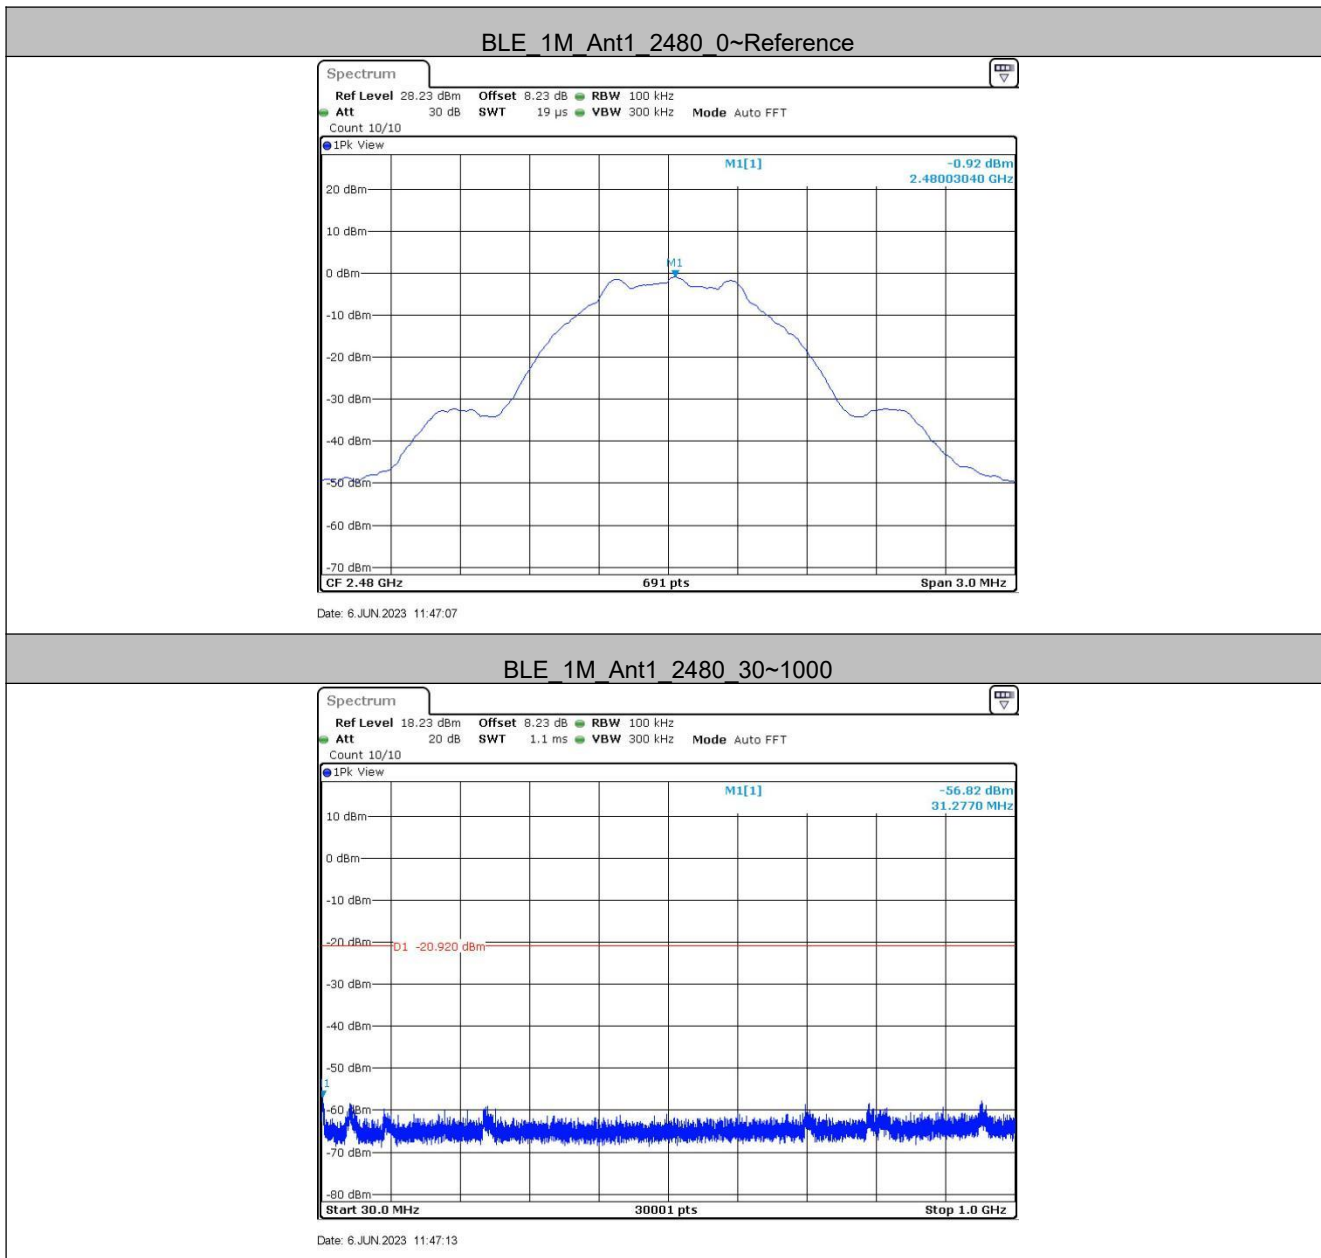 BLE_1M_Ant1_2480_0~Reference
Spectrum
Ref Level 28.23 dBm Offset 8.23 dB RBW 100 kHz
Att 30 dB SWT 19 µs VBW 300 kHz Mode Auto FFT
Count 10/10
1Pk View
M1[1] -0.92 dBm
2.48003040 GHz
20 dBm
10 dBm
M1
0 dBm
-10 dBm
-20 dBm
-30 dBm
-40 dBm
-50 dBm
-60 dBm
-70 dBm
CF 2.48 GHz 691 pts Span 3.0 MHz
Date: 6.JUN.2023 11:47:07
BLE_1M_Ant1_2480_30~1000
Spectrum
Ref Level 18.23 dBm Offset 8.23 dB RBW 100 kHz
Att 20 dB SWT 1.1 ms VBW 300 kHz Mode Auto FFT
Count 10/10
1Pk View
M1[1] -56.82 dBm
31.2770 MHz
10 dBm
0 dBm
-10 dBm
-20 dBm
D1 -20.920 dBm
-30 dBm
-40 dBm
-50 dBm
1
-60 dBm
-70 dBm
-80 dBm
Start 30.0 MHz 30001 pts Stop 1.0 GHz
Date: 6.JUN.2023 11:47:13